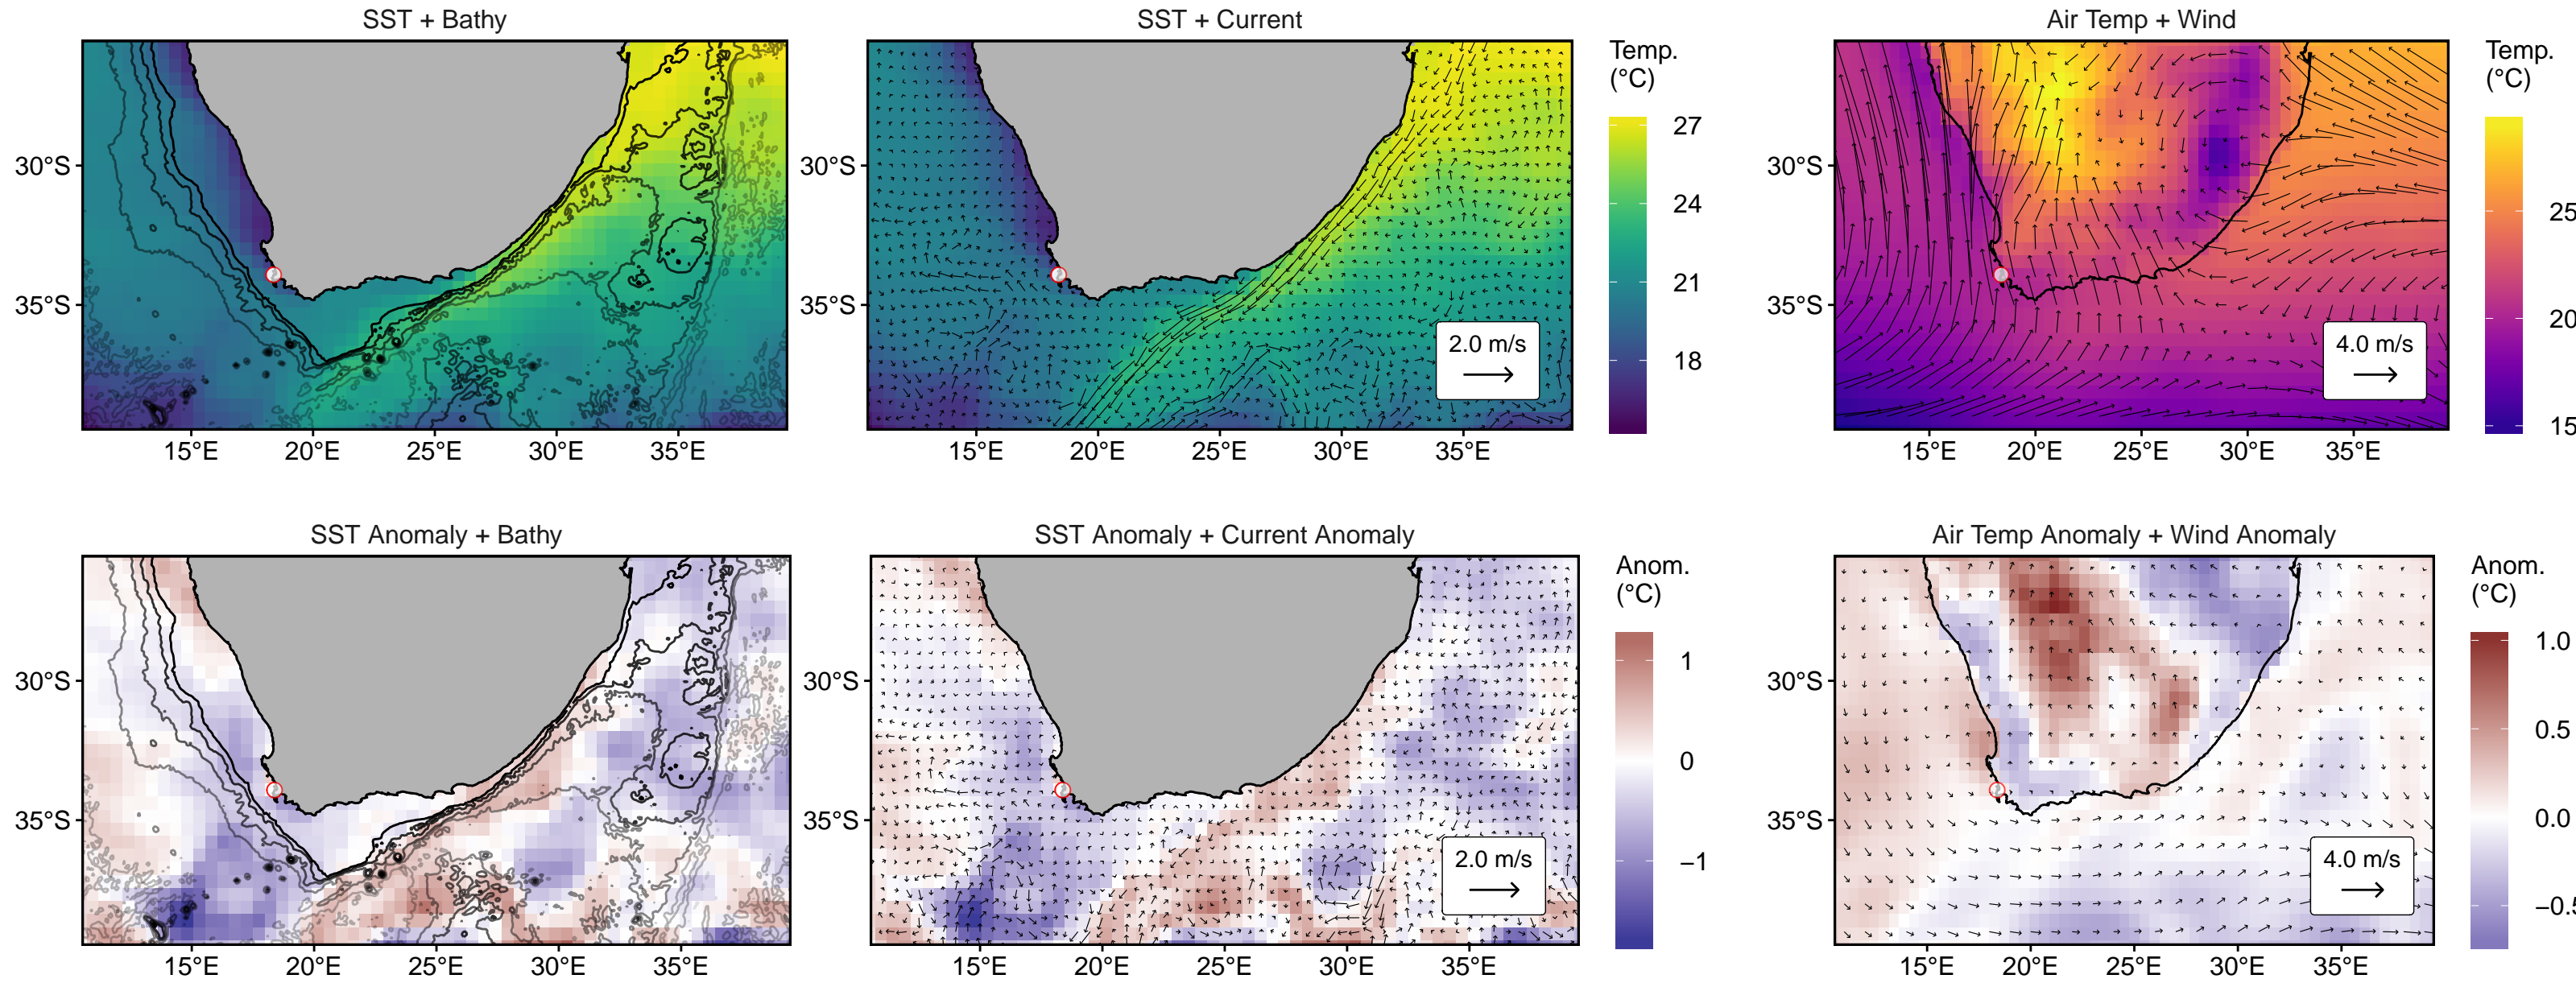 SST + Bathy
SST + Current
Air Temp + Wind
30°S
35°S
15°E 20°E 25°E 30°E 35°E
30°S
35°S
2.0 m/s
15°E 20°E 25°E 30°E 35°E
Temp.
(°C)
27
24
21
18
30°S
35°S
4.0 m/s
15°E 20°E 25°E 30°E 35°E
Temp.
(°C)
25
20
15
SST Anomaly + Bathy
SST Anomaly + Current Anomaly
Air Temp Anomaly + Wind Anomaly
30°S
35°S
15°E 20°E 25°E 30°E 35°E
30°S
35°S
2.0 m/s
15°E 20°E 25°E 30°E 35°E
Anom.
(°C)
1
0
−1
30°S
35°S
4.0 m/s
15°E 20°E 25°E 30°E 35°E
Anom.
(°C)
1.0
0.5
0.0
−0.5